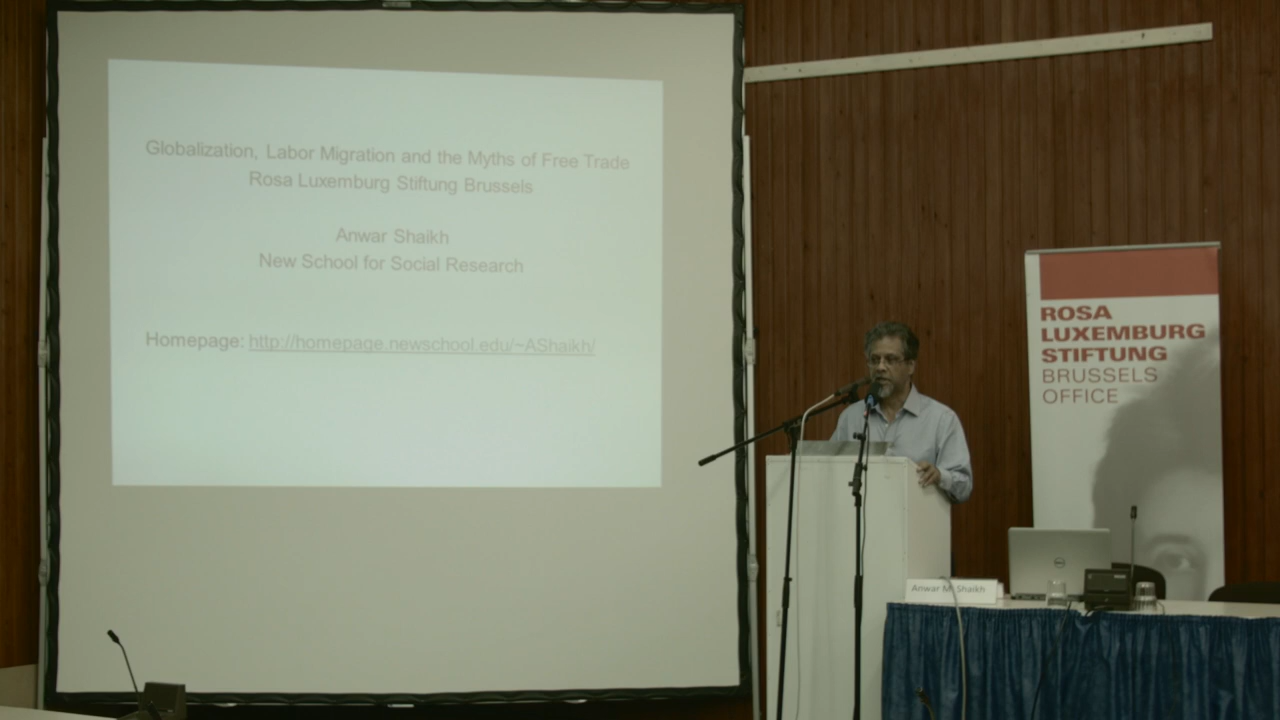 Globalization, Labor Migration and the Myths of Free Trade
Rosa Luxemburg Stiftung Brussels
Anwar Shaikh
New School for Social Research
Homepage: http://homepage.newschool.edu/~AShaikh/
ROSA
LUXEMBURG
STIFTUNG
BRUSSELS
OFFICE
Anwar M. Shaikh
DELL